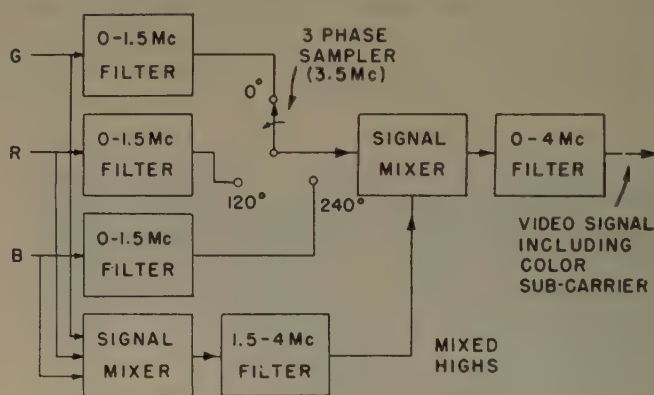 G
0-1.5 Mc
FILTER
0°
3 PHASE
SAMPLER
(3.5 Mc)
R
0-1.5 Mc
FILTER
120°
240°
SIGNAL
MIXER
0-4 Mc
FILTER
B
0-1.5 Mc
FILTER
VIDEO SIGNAL
INCLUDING
COLOR
SUB-CARRIER
SIGNAL
MIXER
1.5-4 Mc
FILTER
MIXED
HIGHS